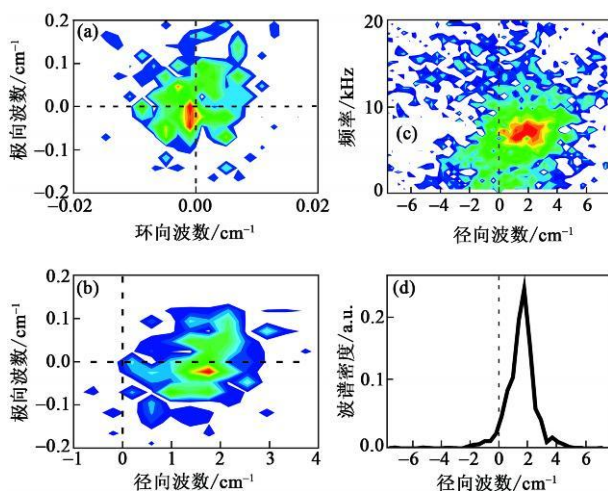 (a)
极向波数/cm⁻¹
0.2
0.1
0.0
−0.1
−0.2
−0.02
0.00
0.02
环向波数/cm⁻¹
(c)
频率/kHz
20
15
10
5
0
−6 −4 −2 0 2 4 6
径向波数/cm⁻¹
(b)
极向波数/cm⁻¹
0.2
0.1
0.0
−0.1
−0.2
−1 0 1 2 3 4
径向波数/cm⁻¹
(d)
波谱密度/a.u.
0.2
0.1
0.0
−6 −4 −2 0 2 4 6
径向波数/cm⁻¹